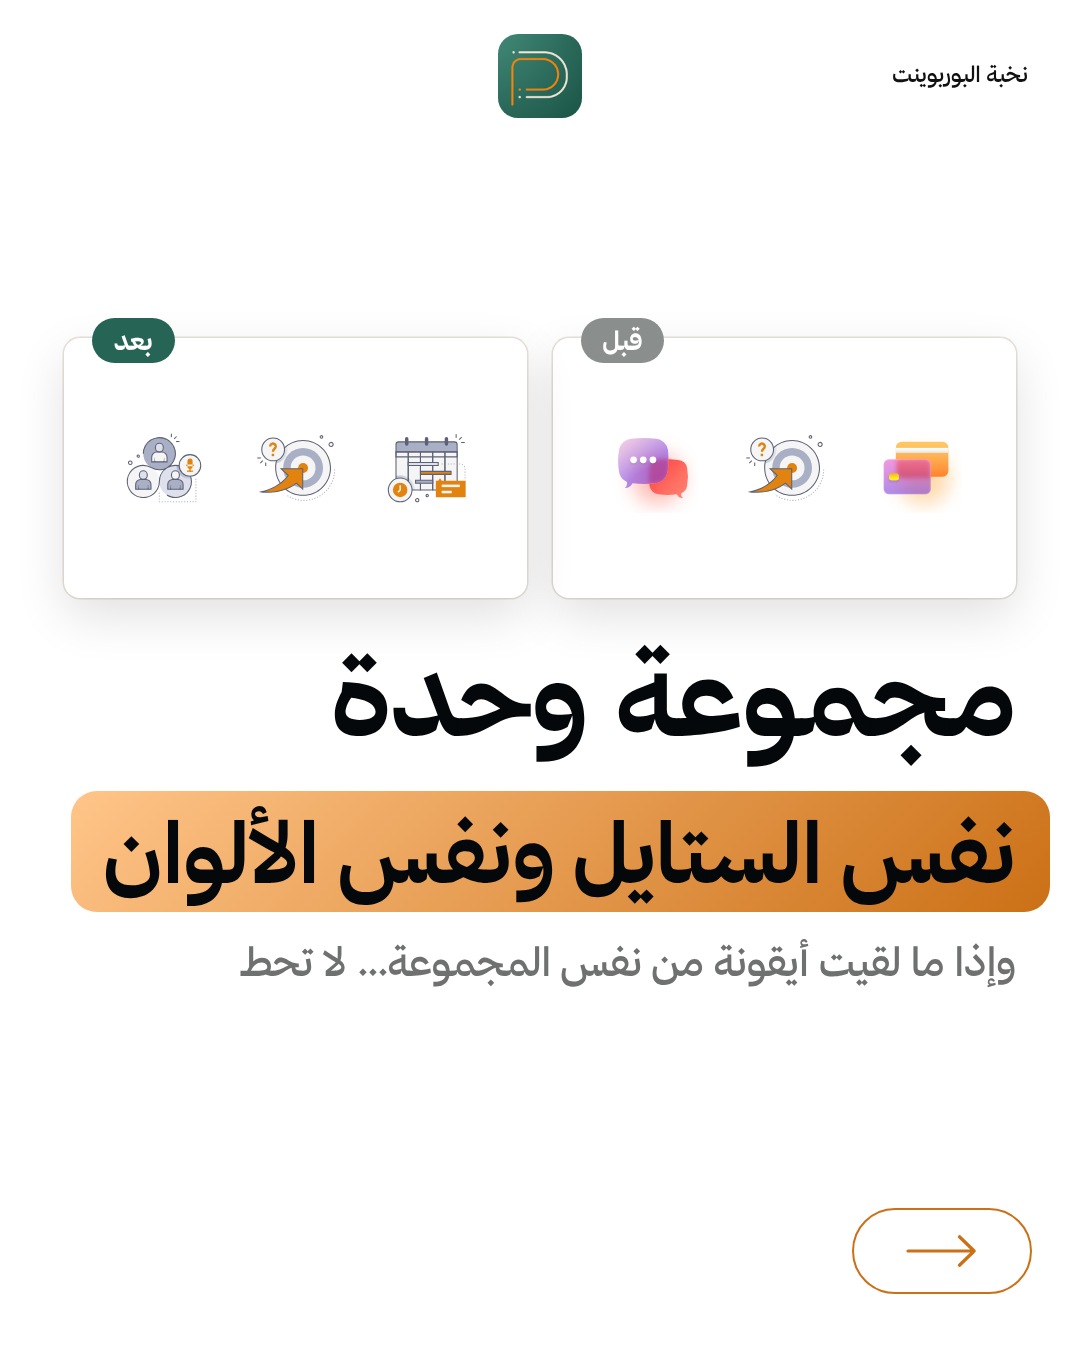 نخبة البوربوينت
قبل
بعد
?
?
مجموعة وحدة
نفس الستايل ونفس الألوان
وإذا ما لقيت أيقونة من نفس المجموعة... لا تحط